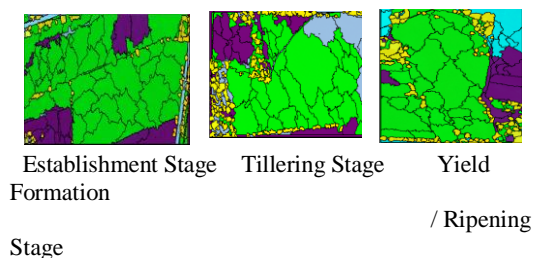 Establishment Stage Tillering Stage Yield
Formation
/ Ripening
Stage